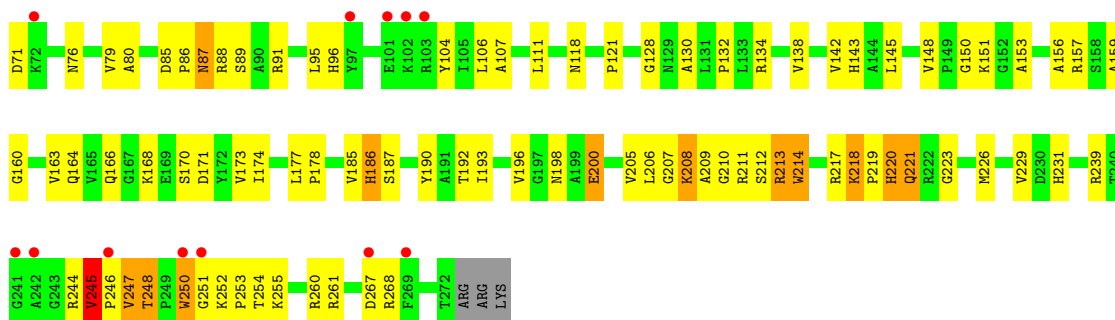 D71 K72 N76 V79 A80 D85 P86 N87 R88 S89 A90 R91 L95 H96 Y97 E101 K102 R103 Y104 I105 L106 A107 L111 N118 P121 G128 N129 A130 L131 P132 L133 R134 V138 V142 H143 A144 L145 V148 P149 G150 K151 G152 A153 A156 R157 S158 A159
G160 V163 Q164 V165 Q166 G167 K168 E169 S170 D171 Y172 V173 I174 L177 P178 V185 H186 S187 Y190 A191 T192 I193 V196 G197 N198 A199 E200 V205 L206 G207 K208 A209 G210 R211 S212 R213 W214 R217 K218 P219 H220 Q221 R222 G223 M226 V229 D230 H231 R239 T240
G241 A242 G243 R244 V245 P246 V247 T248 P249 W250 G251 K252 P253 T254 K255 R260 R261 D267 R268 F269 T272 ARG ARG LYS